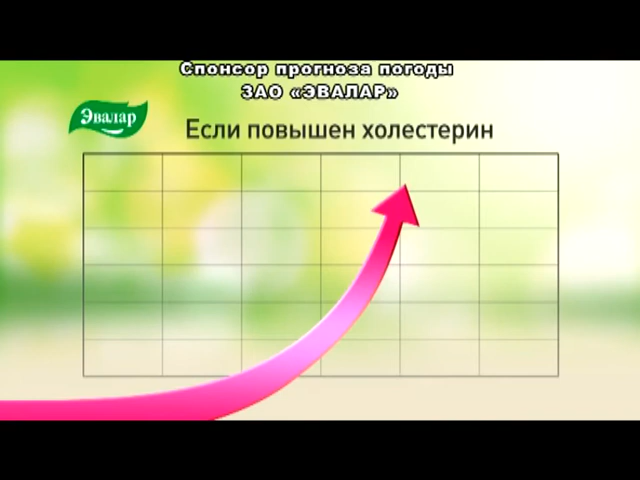 Спонсор прогноза погоды
ЗАО «ЭВАЛАР»
Эвалар
Если повышен холестерин